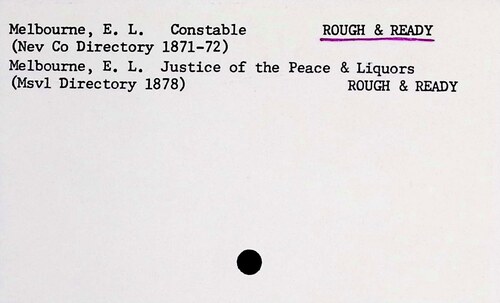 Melbourne, E. L. Constable ROUGH & READY
(Nev Co Directory 1871-72)
Melbourne, E. L. Justice of the Peace & Liquors
(Msvl Directory 1878) ROUGH & READY